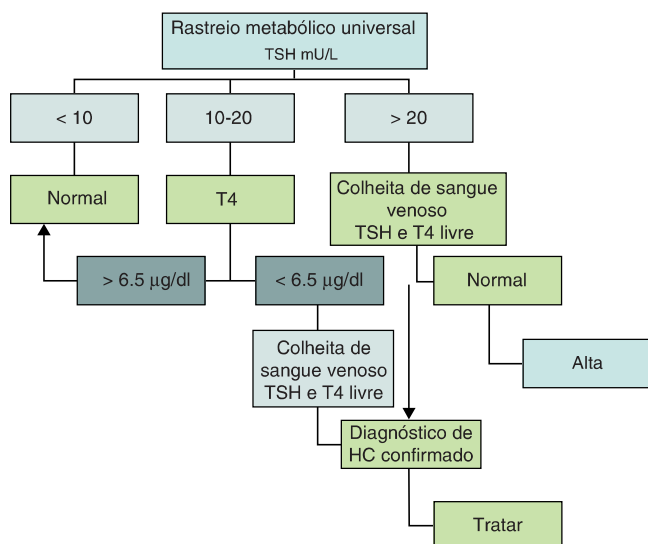 Rastreio metabólico universal
TSH mU/L
< 10
10-20
> 20
Normal
T4
Colheita de sangue
venoso
TSH e T4 livre
> 6.5 µg/dl
< 6.5 µg/dl
Normal
Colheita de
sangue venoso
TSH e T4 livre
Alta
Diagnóstico de
HC confirmado
Tratar